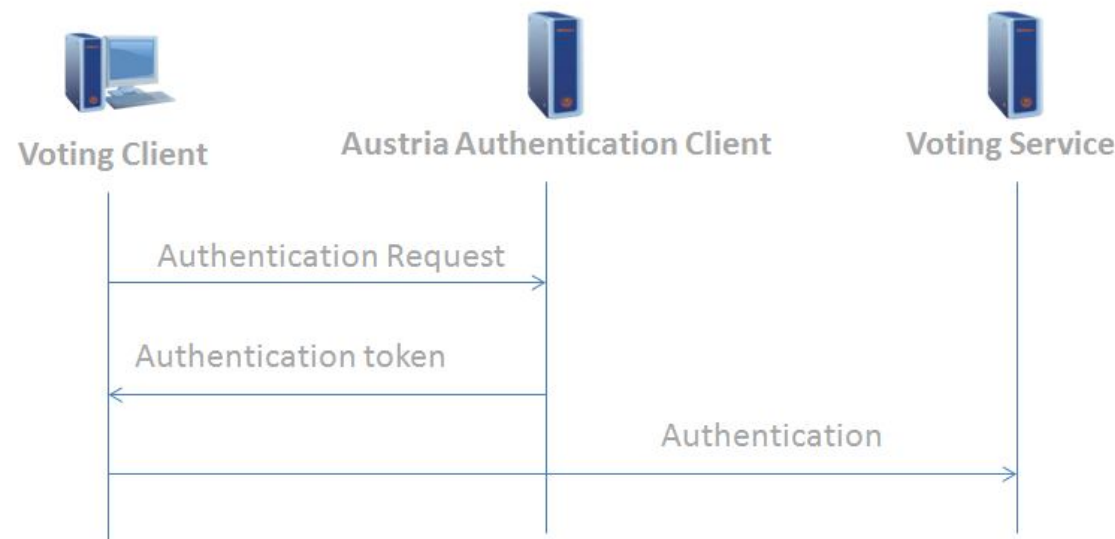 Voting Client
Austria Authentication Client
Voting Service
Authentication Request
Authentication token
Authentication